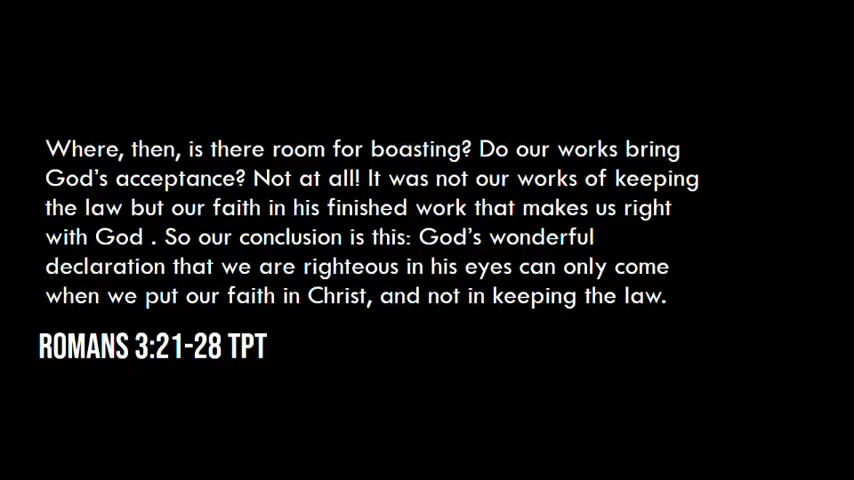 Where, then, is there room for boasting? Do our works bring
God's acceptance? Not at all! It was not our works of keeping
the law but our faith in his finished work that makes us right
with God . So our conclusion is this: God's wonderful
declaration that we are righteous in his eyes can only come
when we put our faith in Christ, and not in keeping the law.
ROMANS 3:21-28 TPT